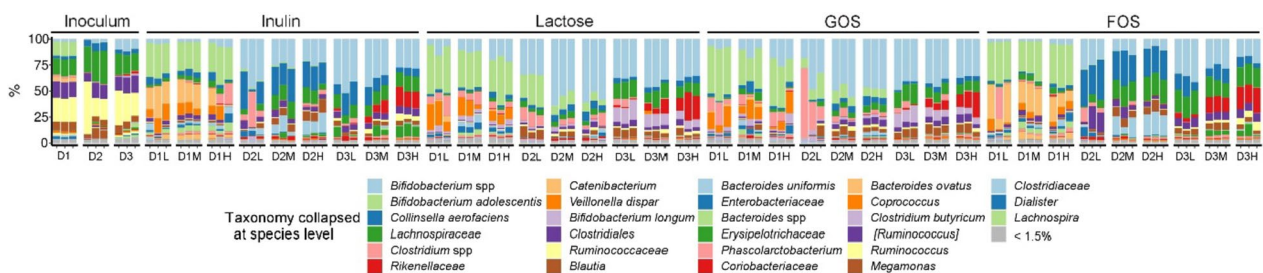 Inoculum Inulin Lactose GOS FOS
100
75
50
25
0
%
D1 D2 D3 D1L D1M D1H D2L D2M D2H D3L D3M D3H D1L D1M D1H D2L D2M D2H D3L D3M D3H D1L D1M D1H D2L D2M D2H D3L D3M D3H D1L D1M D1H D2L D2M D2H D3L D3M D3H
Taxonomy collapsed
at species level
Bifidobacterium spp Catenibacterium Bacteroides uniformis Bacteroides ovatus Clostridiaceae
Bifidobacterium adolescentis Veillonella dispar Enterobacteriaceae Coprococcus Dialister
Collinsella aerofaciens Bifidobacterium longum Bacteroides spp Clostridium butyricum Lachnospira
Lachnospiraceae Clostridiales Erysipelotrichaceae [Ruminococcus] < 1.5%
Clostridium spp Ruminococcaceae Phascolarctobacterium Ruminococcus
Rikenellaceae Blautia Coriobacteriaceae Megamonas